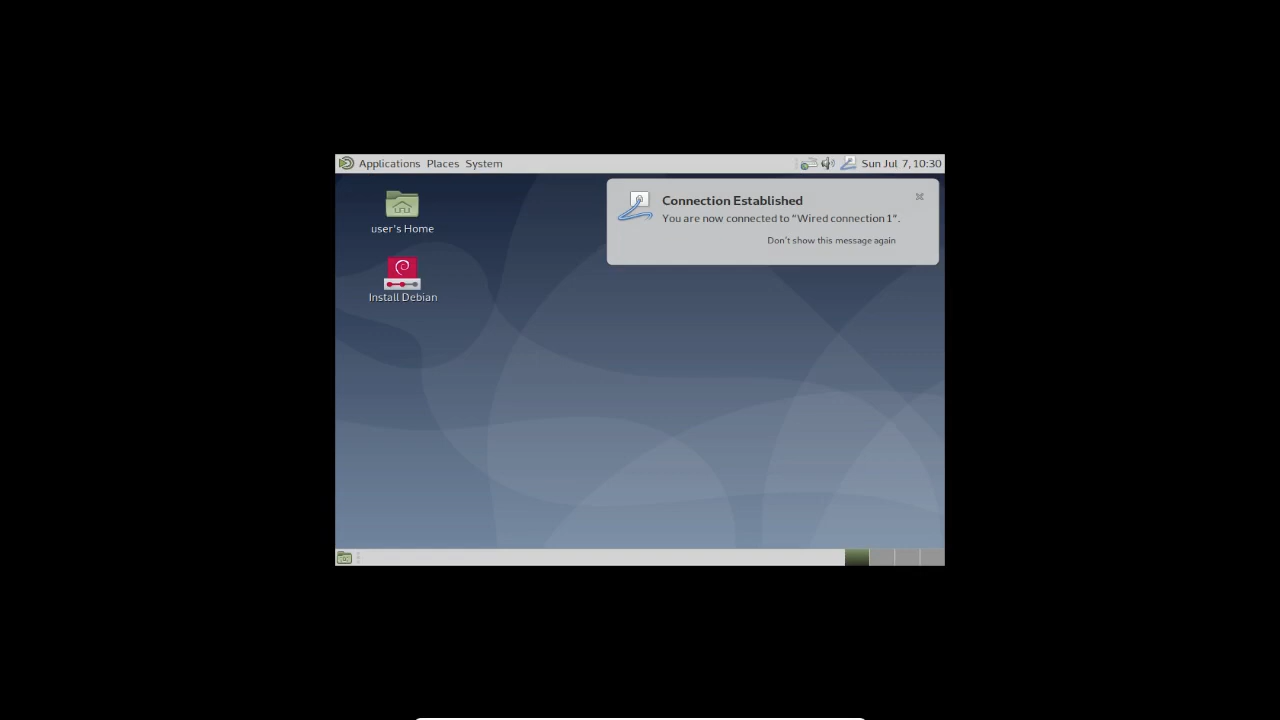 Applications Places System
Sun Jul 7, 10:30
user's Home
Install Debian
Connection Established
You are now connected to “Wired connection 1”.
Don't show this message again